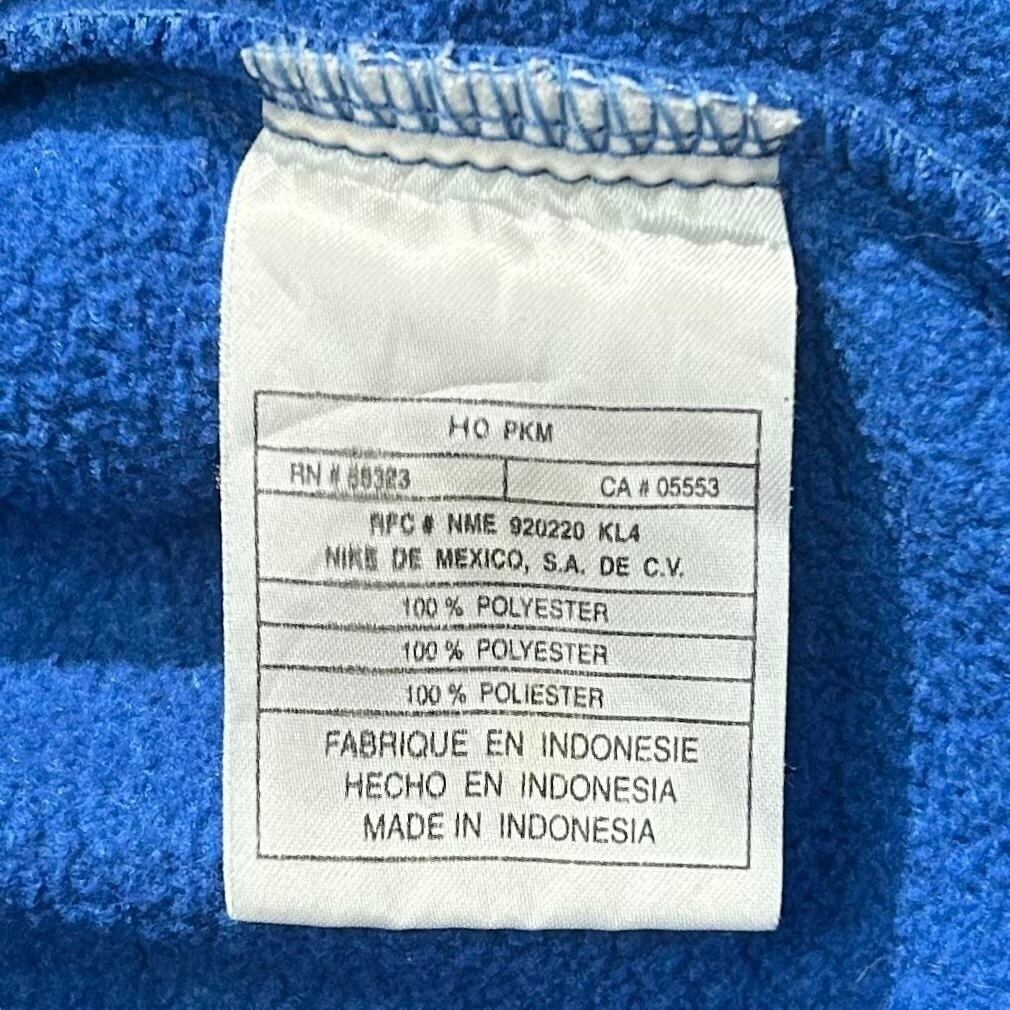 HO PKM
RN #
CA # 05553
RFC # NME 920220 KL4
NIKE DE MEXICO, S.A. DE C.V.
100 % POLYESTER
100 % POLYESTER
100 % POLIESTER
FABRIQUE EN INDONESIE
HECHO EN INDONESIA
MADE IN INDONESIA